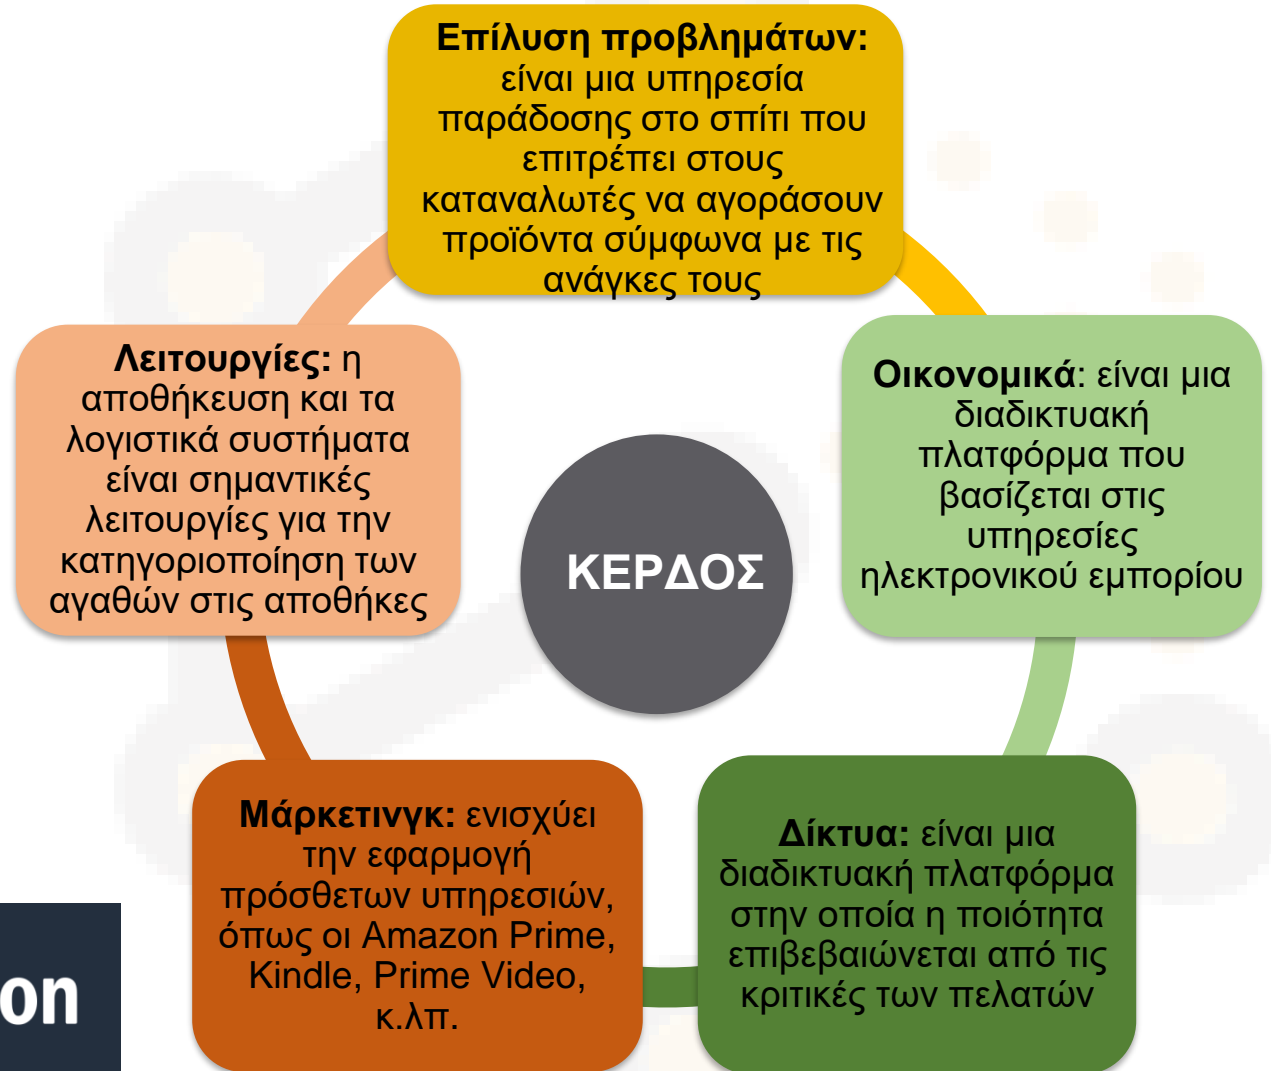 Επίλυση προβλημάτων:
είναι μια υπηρεσία
παράδοσης στο σπίτι που
επιτρέπει στους
καταναλωτές να αγοράσουν
προϊόντα σύμφωνα με τις
ανάγκες τους
Οικονομικά: είναι μια
διαδικτυακή
πλατφόρμα που
βασίζεται στις
υπηρεσίες
ηλεκτρονικού εμπορίου
Δίκτυα: είναι μια
διαδικτυακή πλατφόρμα
στην οποία η ποιότητα
επιβεβαιώνεται από τις
κριτικές των πελατών
Μάρκετινγκ: ενισχύει
την εφαρμογή
πρόσθετων υπηρεσιών,
όπως οι Amazon Prime,
Kindle, Prime Video,
κ.λπ.
Λειτουργίες: η
αποθήκευση και τα
λογιστικά συστήματα
είναι σημαντικές
λειτουργίες για την
κατηγοριοποίηση των
αγαθών στις αποθήκες
ΚΕΡΔΟΣ
on